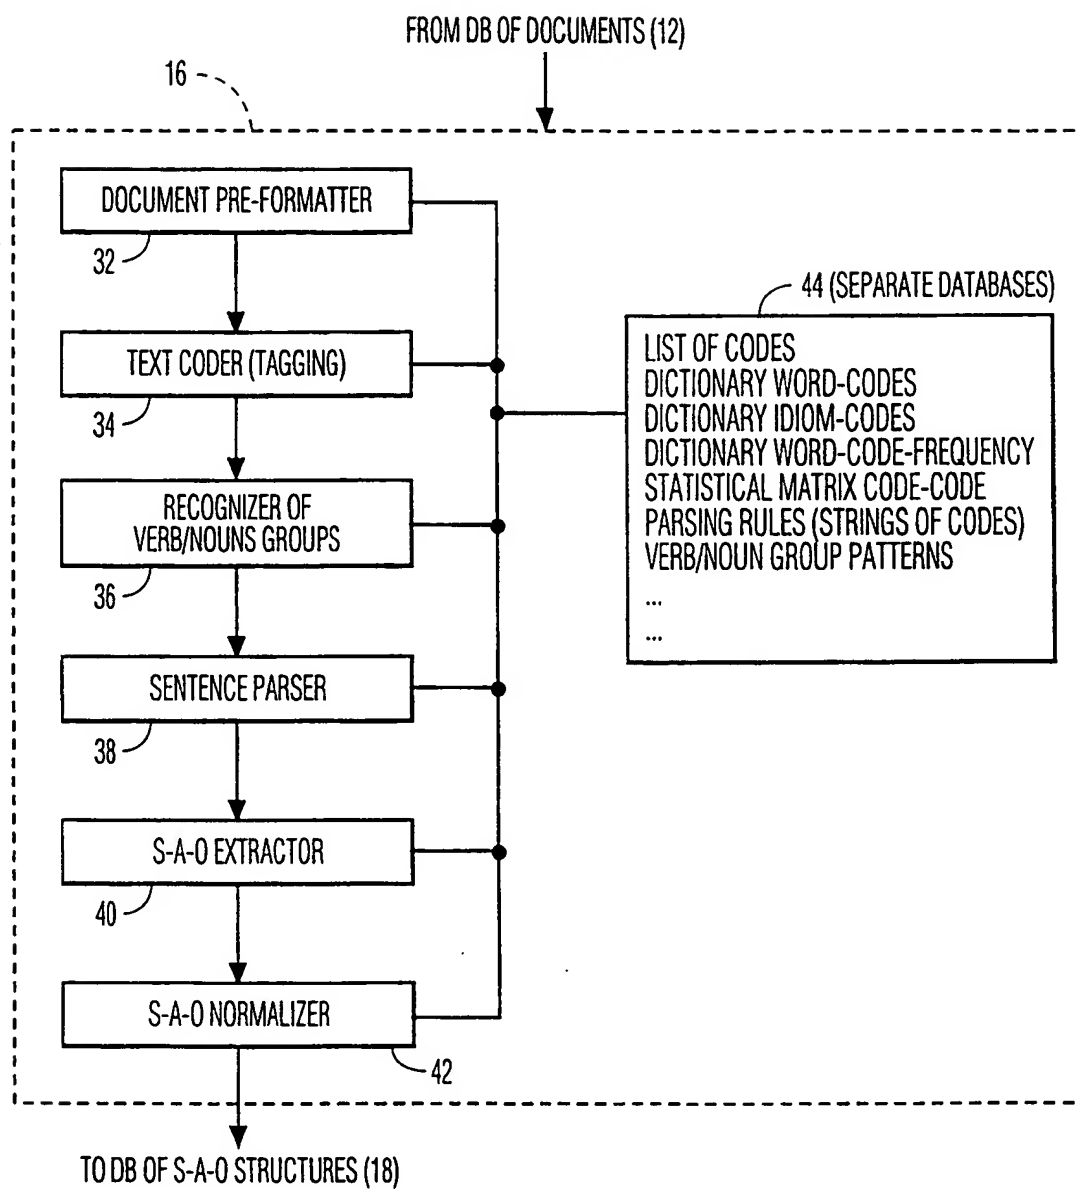 FROM DB OF DOCUMENTS (12)
16
DOCUMENT PRE-FORMATTER
32
TEXT CODER (TAGGING)
34
RECOGNIZER OF
VERB/NOUNS GROUPS
36
SENTENCE PARSER
38
S-A-O EXTRACTOR
40
S-A-O NORMALIZER
42
44 (SEPARATE DATABASES)
LIST OF CODES
DICTIONARY WORD-CODES
DICTIONARY IDIOM-CODES
DICTIONARY WORD-CODE-FREQUENCY
STATISTICAL MATRIX CODE-CODE
PARSING RULES (STRINGS OF CODES)
VERB/NOUN GROUP PATTERNS
...
...
TO DB OF S-A-O STRUCTURES (18)